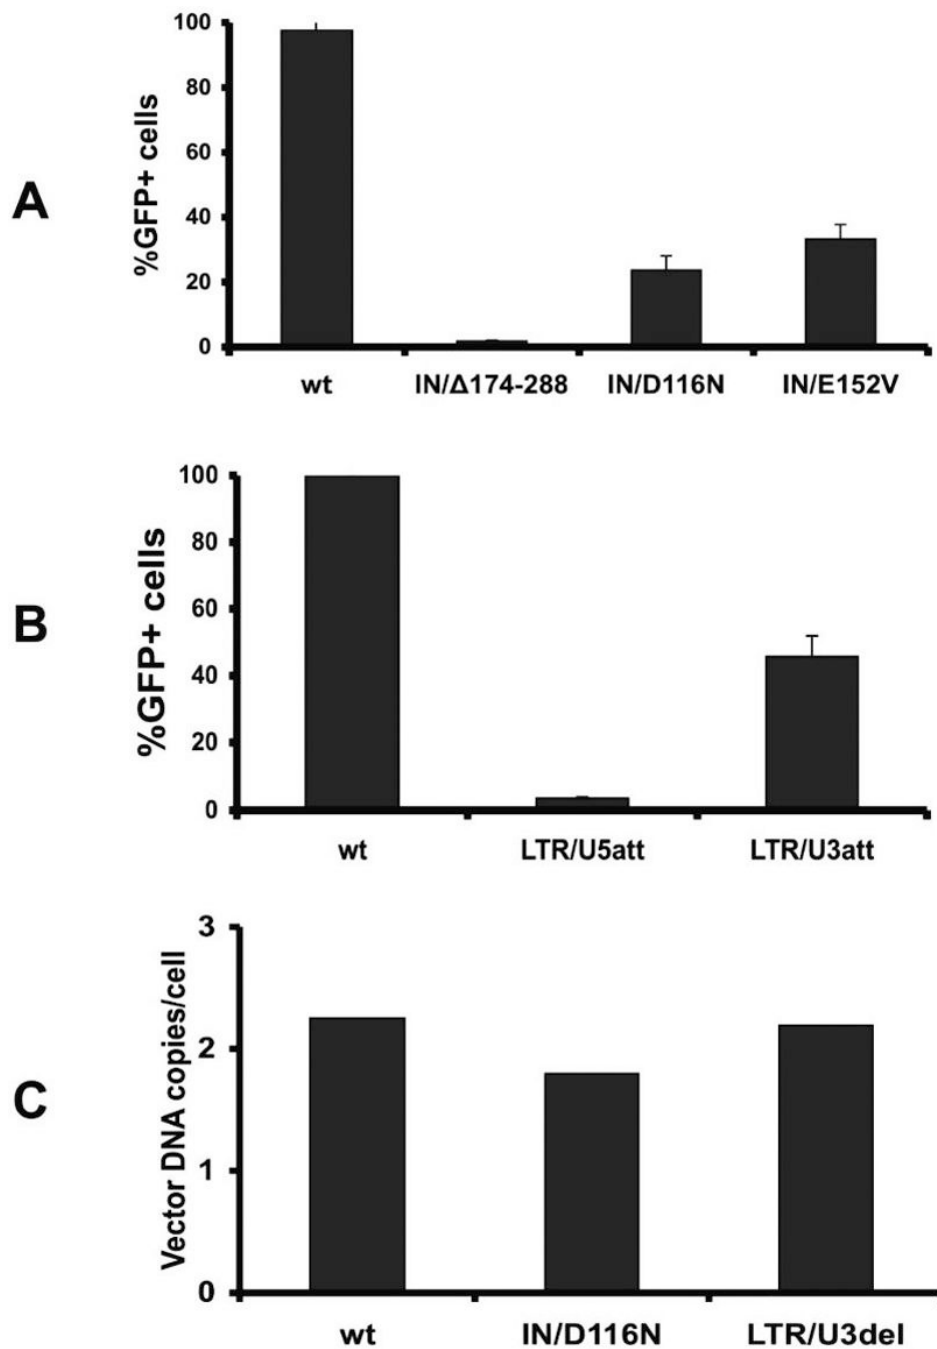 A
%GFP+ cells
100
80
60
40
20
0
wt IN/Δ174-288 IN/D116N IN/E152V
B
%GFP+ cells
100
80
60
40
20
0
wt LTR/U5att LTR/U3att
C
Vector DNA copies/cell
3
2
1
0
wt IN/D116N LTR/U3del